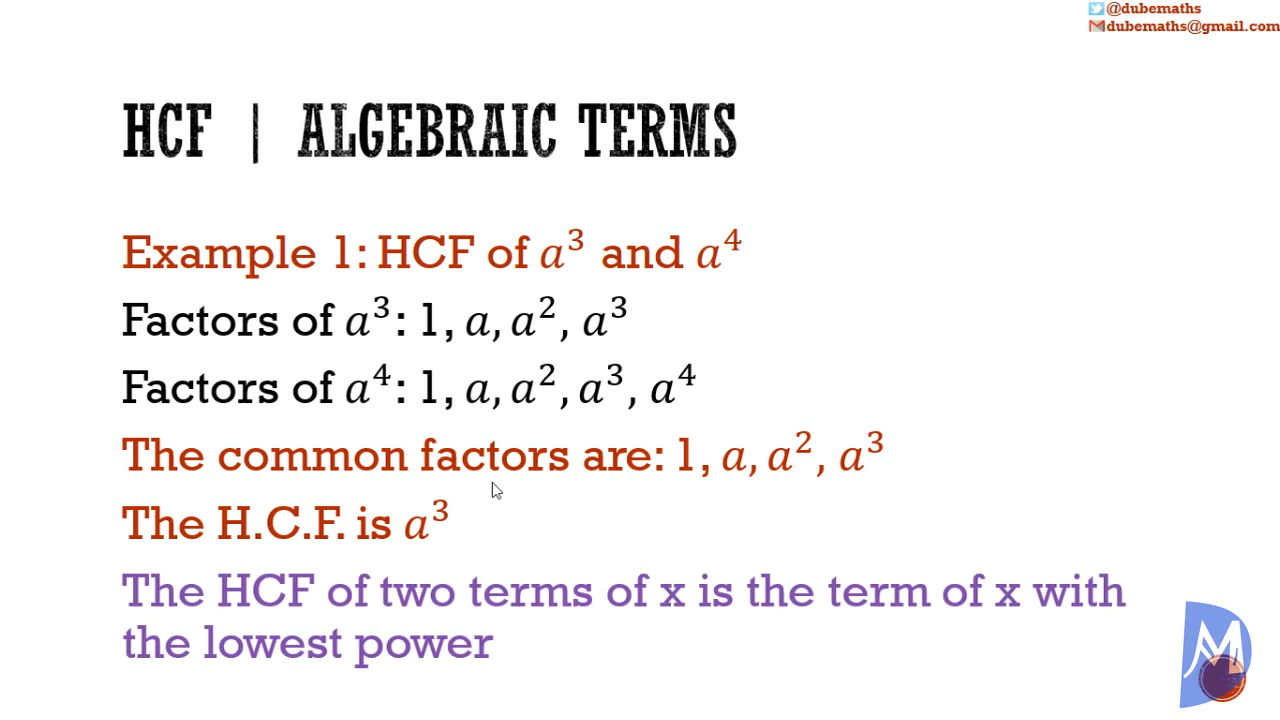 @dubemaths
dubemaths@gmail.com
HCF | ALGEBRAIC TERMS
Example 1: HCF of a³ and a⁴
Factors of a³: 1, a, a², a³
Factors of a⁴: 1, a, a², a³, a⁴
The common factors are: 1, a, a², a³
The H.C.F. is a³
The HCF of two terms of x is the term of x with
the lowest power
DM